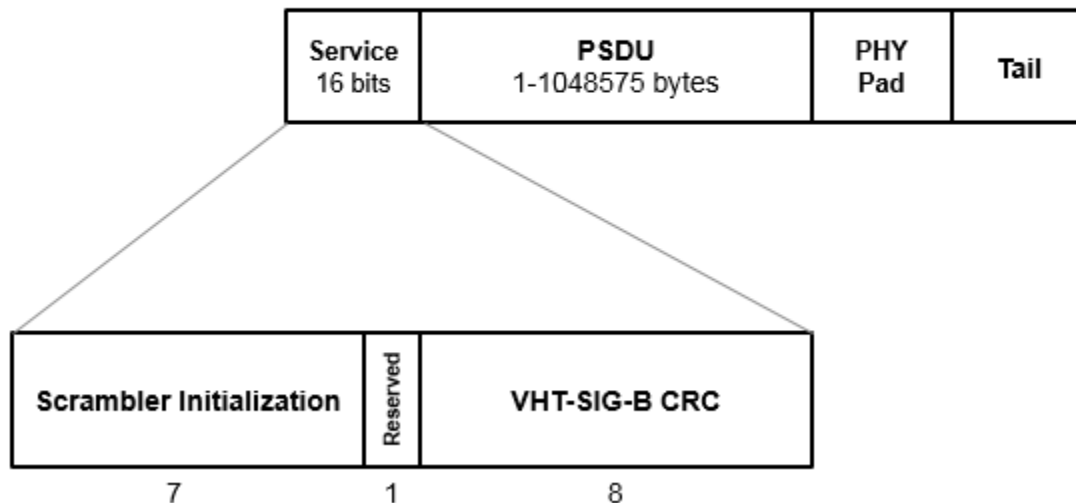 Service
16 bits
PSDU
1-1048575 bytes
PHY
Pad
Tail
Scrambler Initialization
Reserved
VHT-SIG-B CRC
7
1
8